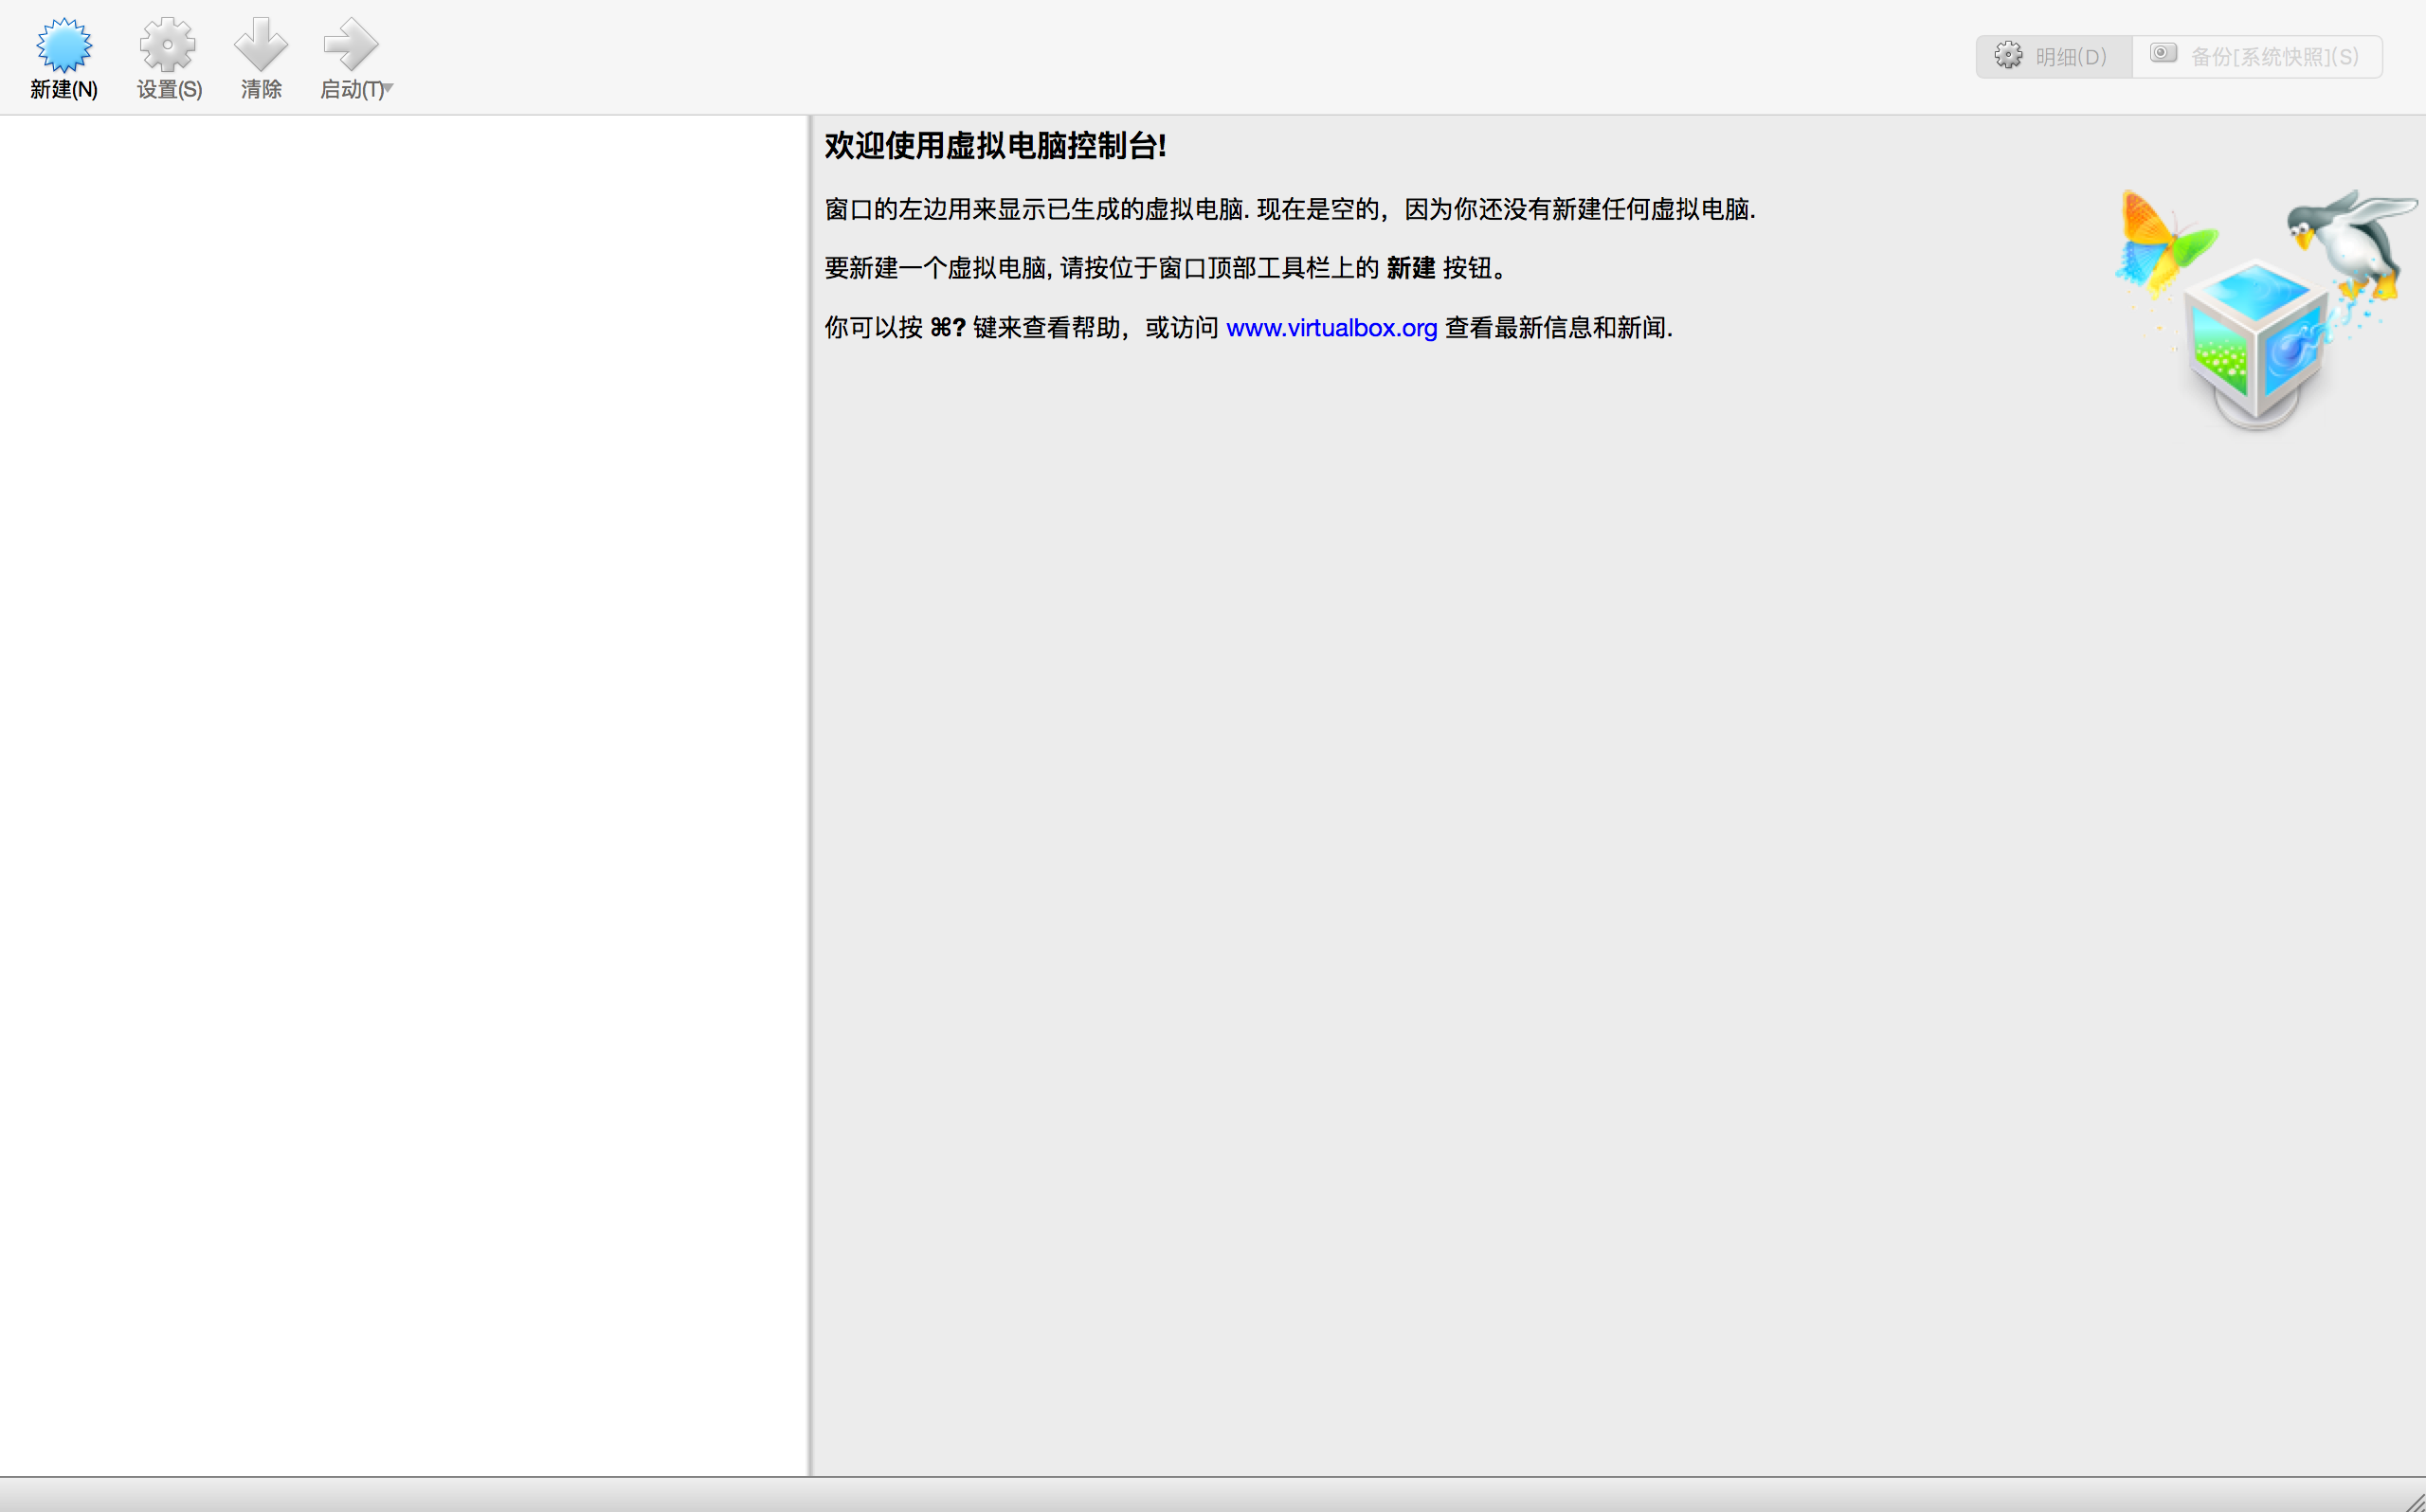 新建(N) 设置(S) 清除 启动(T) 明细(D) 备份[系统快照](S)
欢迎使用虚拟电脑控制台!
窗口的左边用来显示已生成的虚拟电脑. 现在是空的，因为你还没有新建任何虚拟电脑.
要新建一个虚拟电脑, 请按位于窗口顶部工具栏上的 新建 按钮。
你可以按 ⌘? 键来查看帮助，或访问 www.virtualbox.org 查看最新信息和新闻.